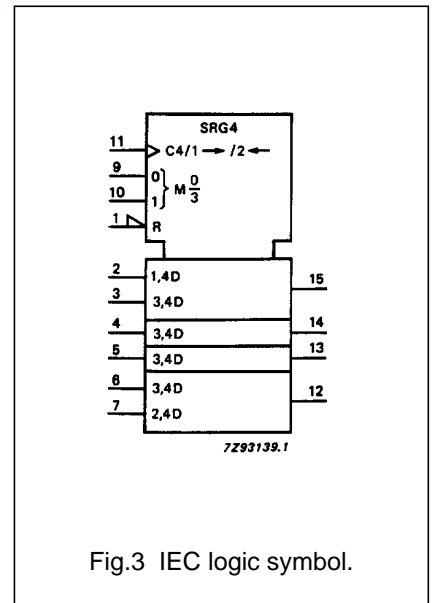 SRG4
11 C4/1 → /2 ←
9 0
10 1 } M 0/3
1 R
2 1,4D 15
3 3,4D
4 3,4D 14
5 3,4D 13
6 3,4D 12
7 2,4D
7Z93139.1
Fig.3 IEC logic symbol.